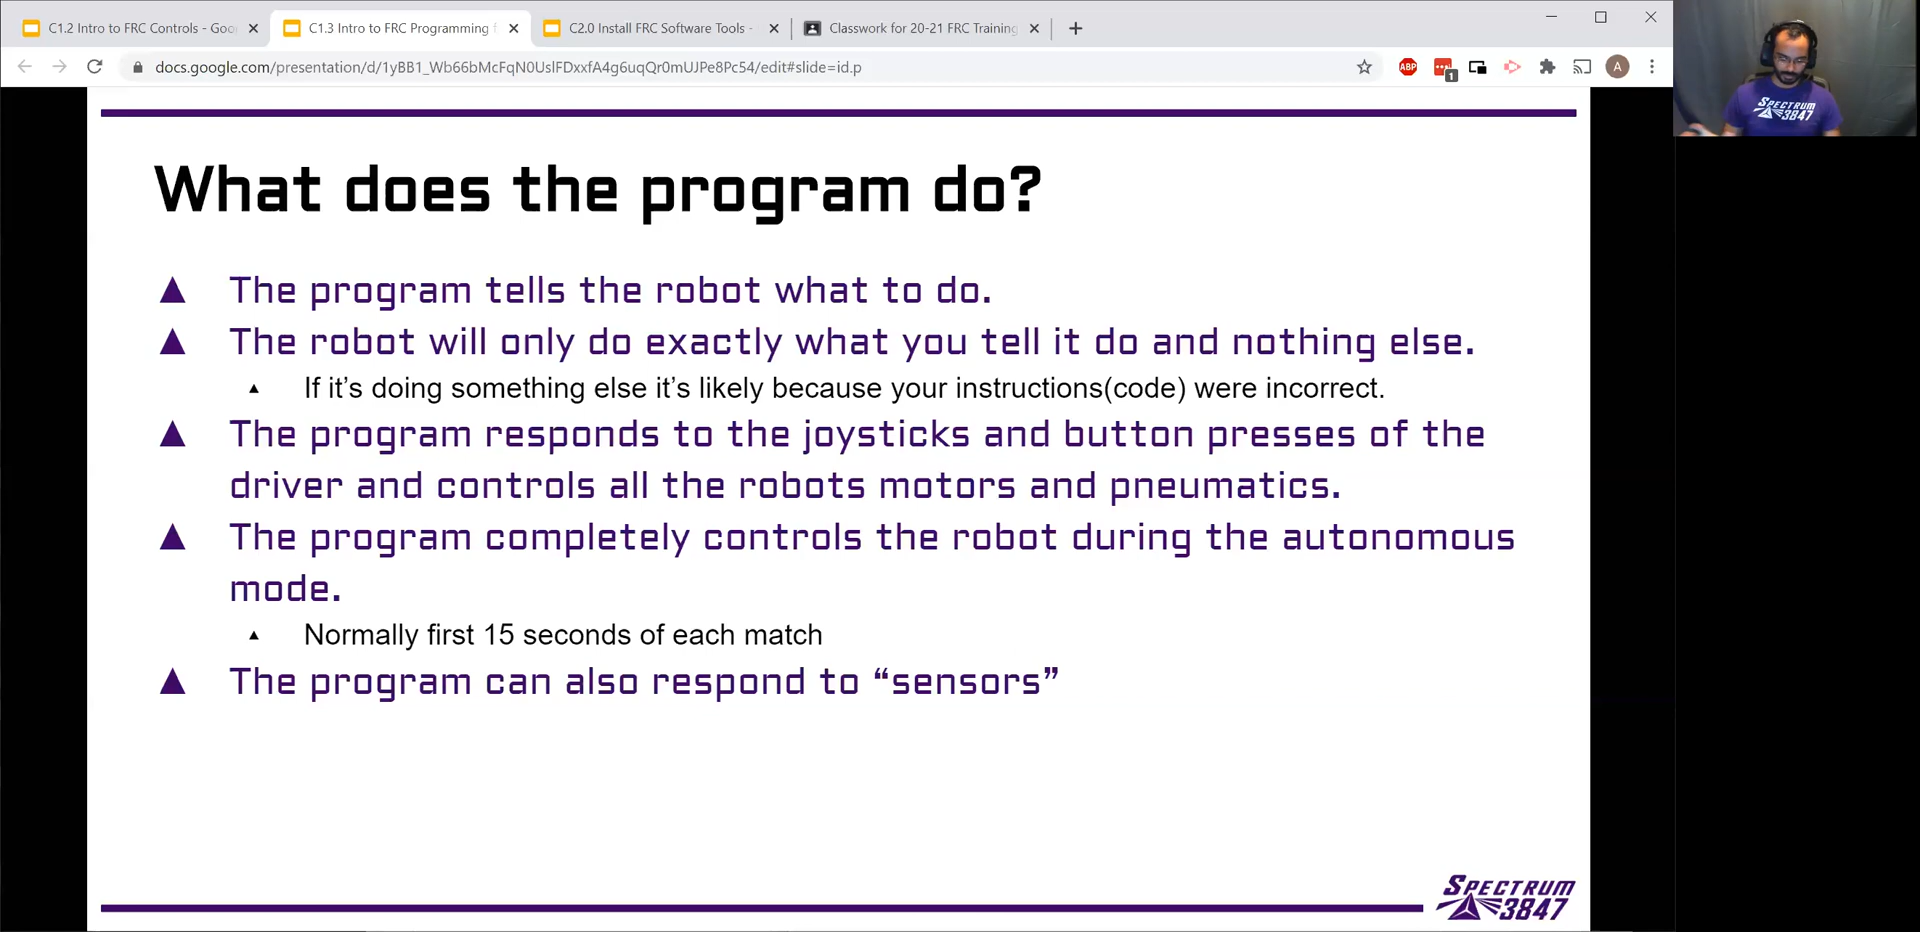 C1.2 Intro to FRC Controls - Goo
C1.3 Intro to FRC Programming f
C2.0 Install FRC Software Tools -
Classwork for 20-21 FRC Training
docs.google.com/presentation/d/1yBB1_Wb66bMcFqN0UslFDxxfA4g6uqQr0mUJPe8Pc54/edit#slide=id.p
ABP
1
A
SPECTRUM
3847
What does the program do?
The program tells the robot what to do.
The robot will only do exactly what you tell it do and nothing else.
If it’s doing something else it’s likely because your instructions(code) were incorrect.
The program responds to the joysticks and button presses of the
driver and controls all the robots motors and pneumatics.
The program completely controls the robot during the autonomous
mode.
Normally first 15 seconds of each match
The program can also respond to “sensors”
SPECTRUM
3847